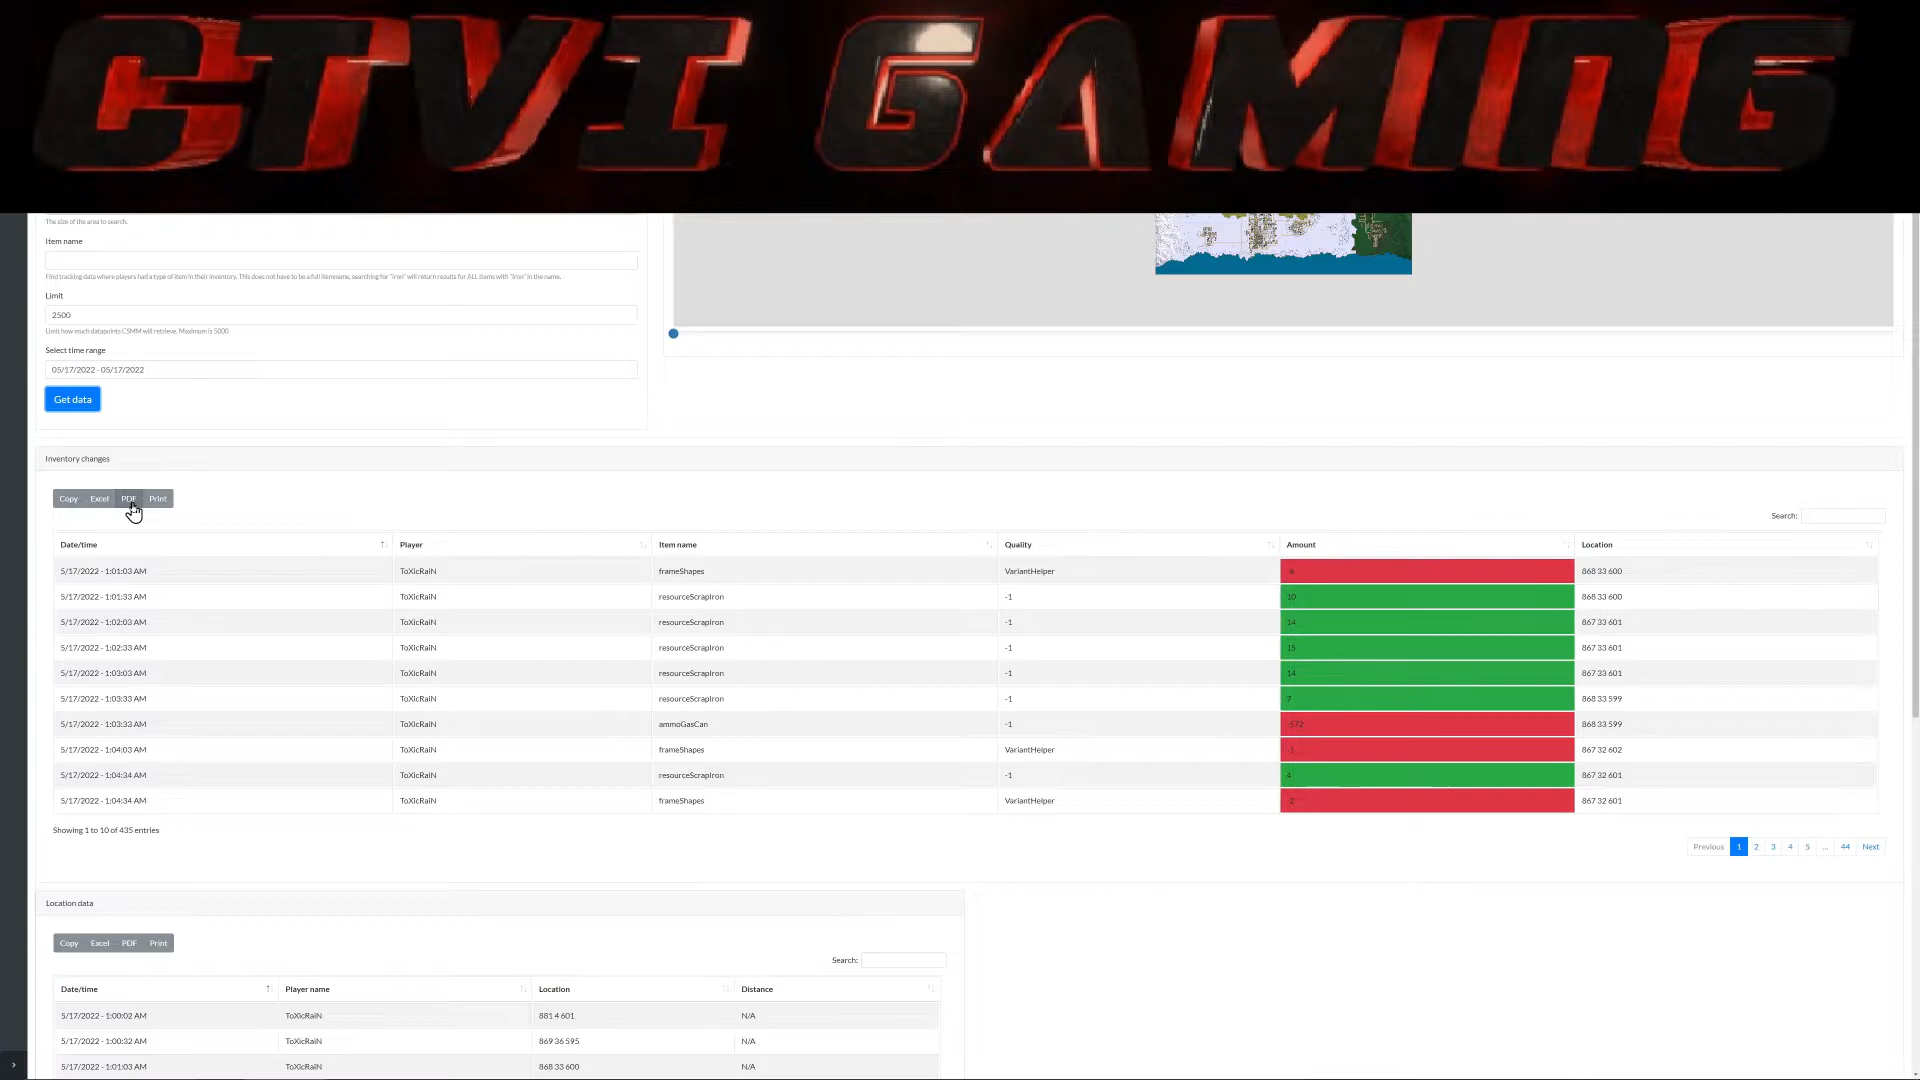 CTVI GAMING
The size of the area to search.
Item name
Find tracking data where players had a type of item in their inventory. This does not have to be a full itemname, searching for "iron" will return results for ALL items with "iron" in the name.
Limit
2500
Limit how much datapoints CSMM will retrieve. Maximum is 5000
Select time range
05/17/2022 - 05/17/2022
Get data
Inventory changes
Copy Excel PDF Print
Search:
Date/time Player Item name Quality Amount Location
5/17/2022 - 1:01:03 AM ToXicRaiN frameShapes VariantHelper -6 868 33 600
5/17/2022 - 1:01:33 AM ToXicRaiN resourceScrapIron -1 10 868 33 600
5/17/2022 - 1:02:03 AM ToXicRaiN resourceScrapIron -1 14 867 33 601
5/17/2022 - 1:02:33 AM ToXicRaiN resourceScrapIron -1 15 867 33 601
5/17/2022 - 1:03:03 AM ToXicRaiN resourceScrapIron -1 14 867 33 601
5/17/2022 - 1:03:33 AM ToXicRaiN resourceScrapIron -1 7 868 33 599
5/17/2022 - 1:03:33 AM ToXicRaiN ammoGasCan -1 -572 868 33 599
5/17/2022 - 1:04:03 AM ToXicRaiN frameShapes VariantHelper -1 867 32 602
5/17/2022 - 1:04:34 AM ToXicRaiN resourceScrapIron -1 4 867 32 601
5/17/2022 - 1:04:34 AM ToXicRaiN frameShapes VariantHelper -2 867 32 601
Showing 1 to 10 of 435 entries
Previous 1 2 3 4 5 ... 44 Next
Location data
Copy Excel PDF Print
Search:
Date/time Player name Location Distance
5/17/2022 - 1:00:02 AM ToXicRaiN 881 4 601 N/A
5/17/2022 - 1:00:32 AM ToXicRaiN 869 36 595 N/A
5/17/2022 - 1:01:03 AM ToXicRaiN 868 33 600 N/A